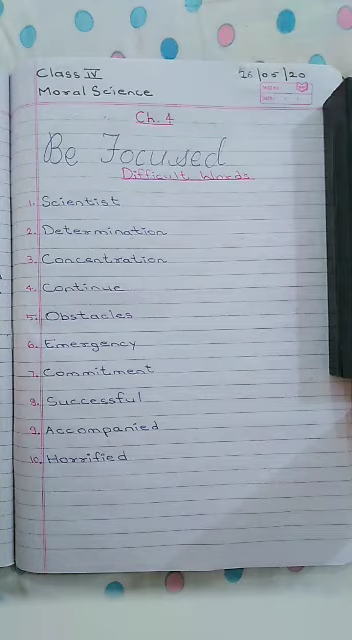 Class IV
26/05/20
Moral Science
Ch. 4
Be Focused
Difficult Words
1. Scientist
2. Determination
3. Concentration
4. Continue
5. Obstacles
6. Emergency
7. Commitment
8. Successful
9. Accompanied
10. Horrified